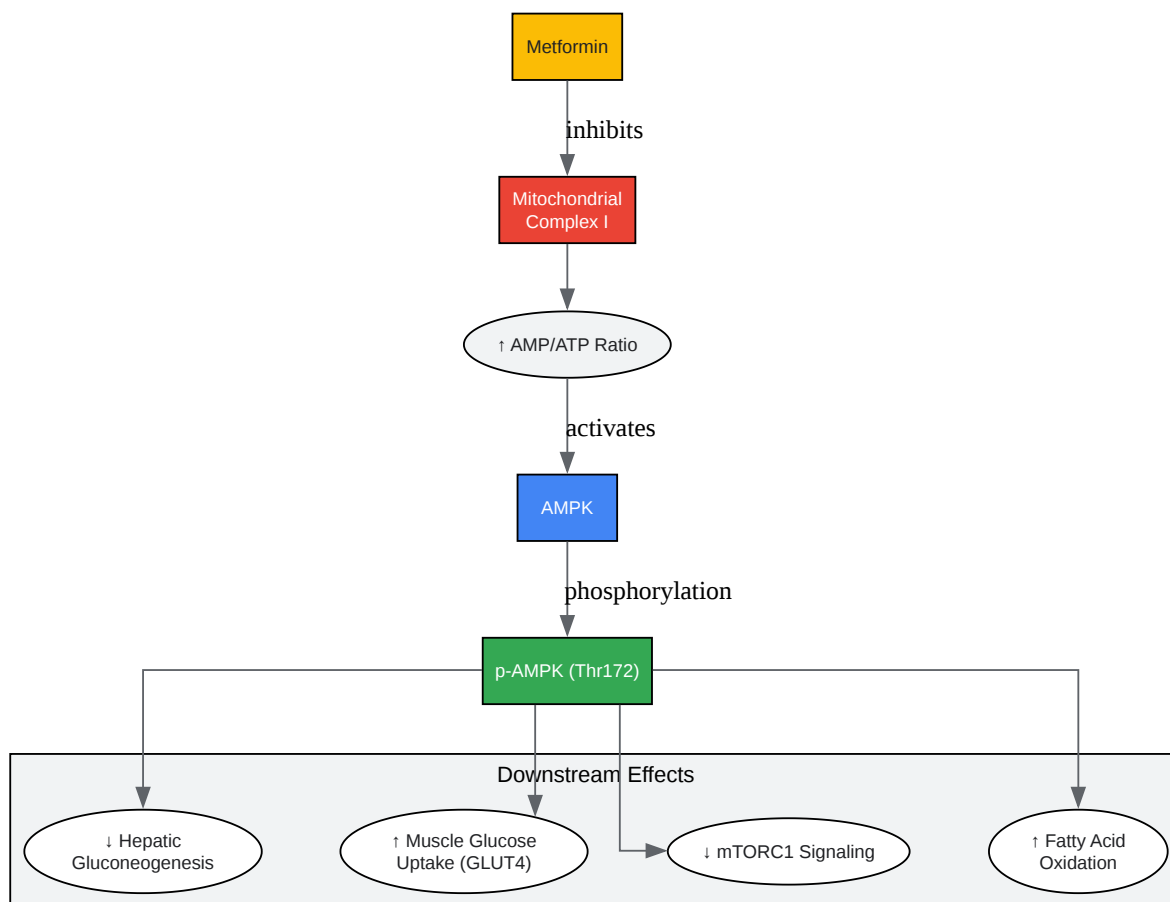 Metformin
inhibits
Mitochondrial
Complex I
↑ AMP/ATP Ratio
activates
AMPK
phosphorylation
p-AMPK (Thr172)
Downstream Effects
↓ Hepatic
Gluconeogenesis
↑ Muscle Glucose
Uptake (GLUT4)
↓ mTORC1 Signaling
↑ Fatty Acid
Oxidation